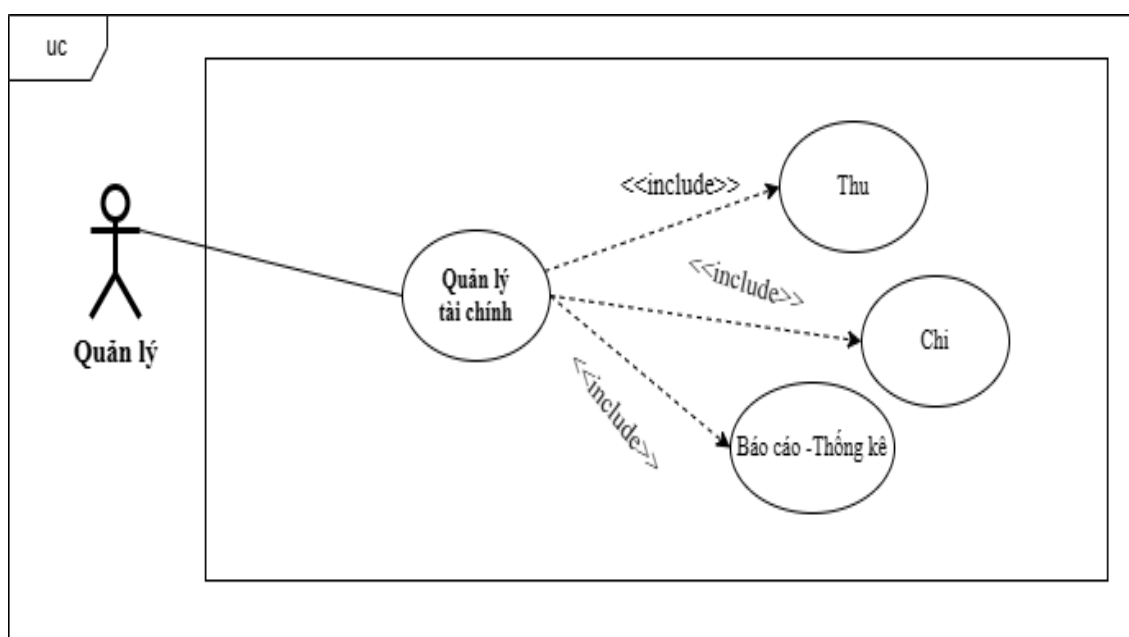 uc
<<include>>
Thu
Quản lý
tài chính
<<include>>
Chi
Quản lý
<<include>>
Báo cáo -Thống kê